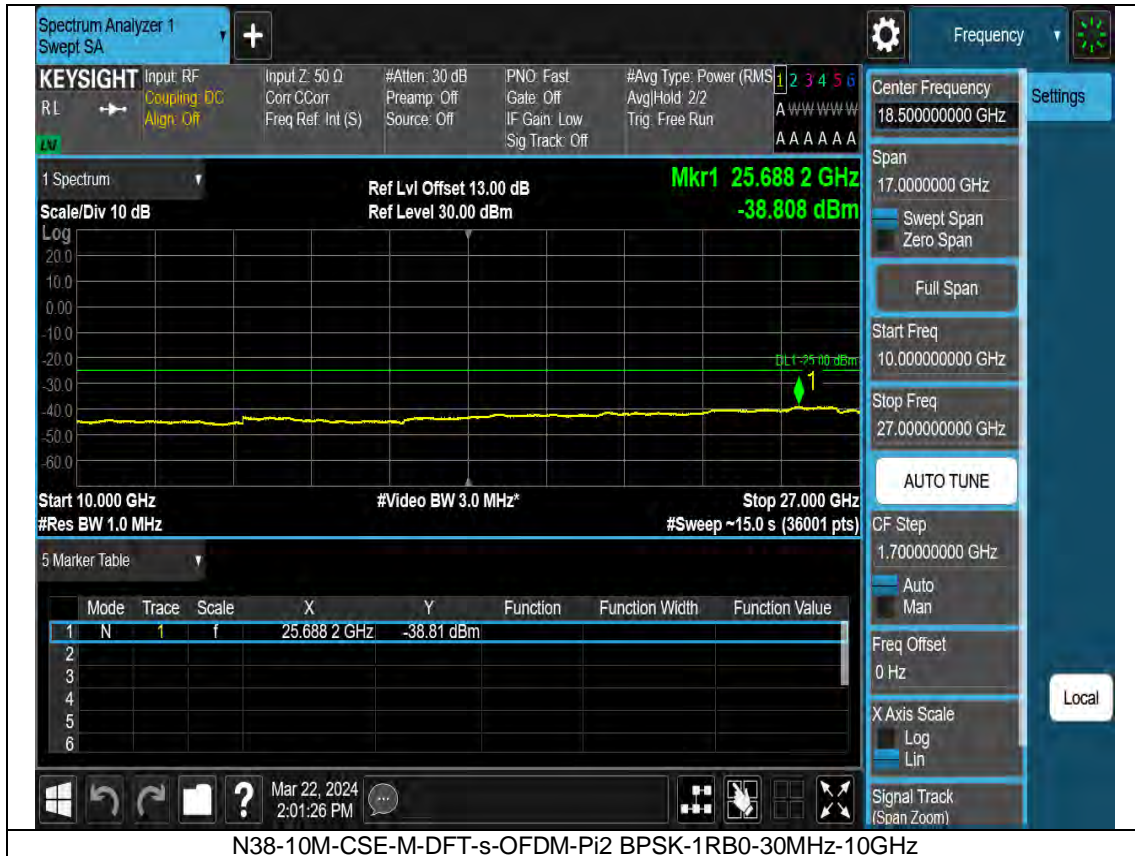 Spectrum Analyzer 1
Swept SA
+
Frequency
KEYSIGHT
RL
LXI
Input: RF
Coupling: DC
Align: Off
Input Z: 50 Ω
Corr CCorr
Freq Ref: Int (S)
#Atten: 30 dB
Preamp: Off
Source: Off
PNO: Fast
Gate: Off
IF Gain: Low
Sig Track: Off
#Avg Type: Power (RMS
Avg|Hold: 2/2
Trig: Free Run
1 2 3 4 5 6
A W W W W W
A A A A A A
1 Spectrum
Scale/Div 10 dB
Ref Lvl Offset 13.00 dB
Ref Level 30.00 dBm
Mkr1 25.688 2 GHz
-38.808 dBm
Log
20.0
10.0
0.00
-10.0
-20.0
-30.0
-40.0
-50.0
-60.0
DL1 -25.00 dBm
1
Start 10.000 GHz
#Res BW 1.0 MHz
#Video BW 3.0 MHz*
Stop 27.000 GHz
#Sweep ~15.0 s (36001 pts)
5 Marker Table
Mode Trace Scale X Y Function Function Width Function Value
1 N 1 f 25.688 2 GHz -38.81 dBm
2
3
4
5
6
Mar 22, 2024
2:01:26 PM
?
Center Frequency
18.500000000 GHz
Settings
Span
17.0000000 GHz
Swept Span
Zero Span
Full Span
Start Freq
10.000000000 GHz
Stop Freq
27.000000000 GHz
AUTO TUNE
CF Step
1.700000000 GHz
Auto
Man
Freq Offset
0 Hz
Local
X Axis Scale
Log
Lin
Signal Track
(Span Zoom)
N38-10M-CSE-M-DFT-s-OFDM-Pi2 BPSK-1RB0-30MHz-10GHz